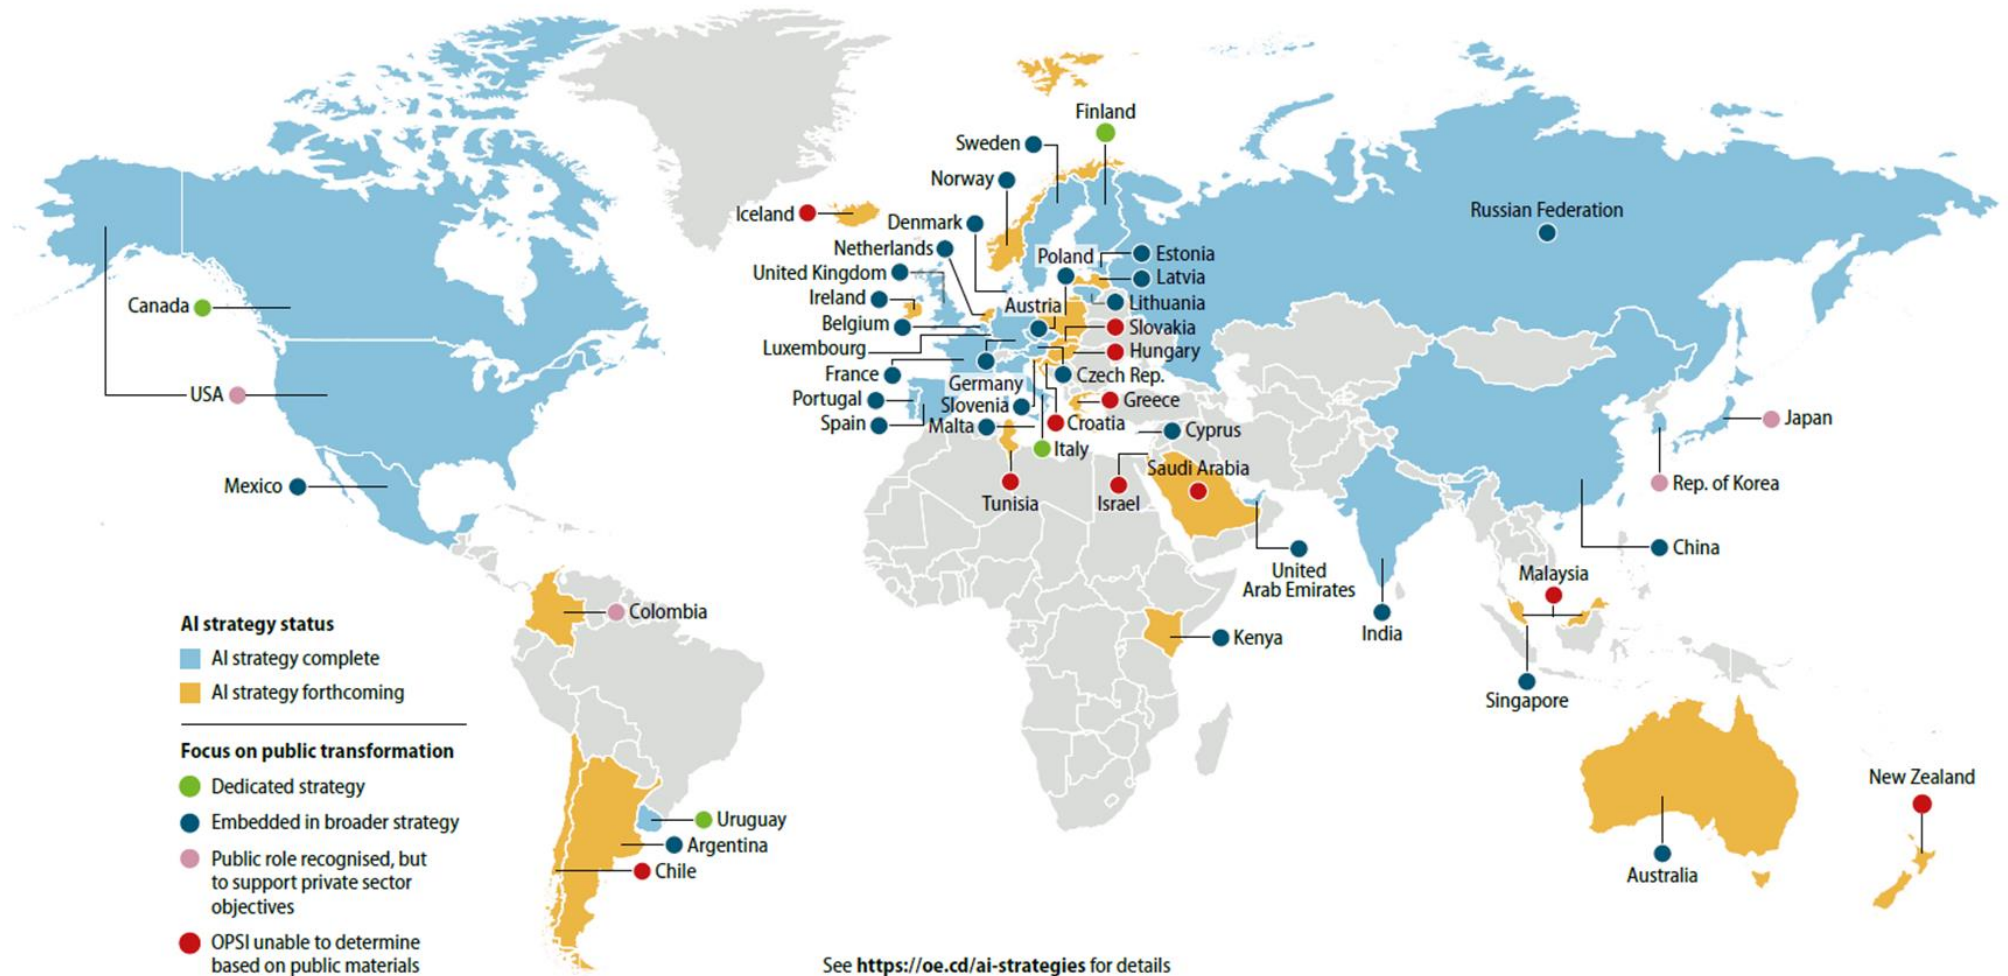 Finland
Sweden
Norway
Iceland
Denmark
Russian Federation
Netherlands
Poland
Estonia
United Kingdom
Latvia
Canada
Ireland
Austria
Lithuania
Belgium
Slovakia
Luxembourg
Hungary
France
Germany
Czech Rep.
USA
Portugal
Slovenia
Greece
Spain
Malta
Croatia
Cyprus
Japan
Italy
Saudi Arabia
Mexico
Tunisia
Israel
Rep. of Korea
China
United
Arab Emirates
Malaysia
Colombia
Kenya
India
Singapore
AI strategy status
AI strategy complete
AI strategy forthcoming
Focus on public transformation
Dedicated strategy
Embedded in broader strategy
Public role recognised, but
to support private sector
objectives
OPSI unable to determine
based on public materials
Uruguay
Argentina
Chile
New Zealand
Australia
See https://oe.cd/ai-strategies for details